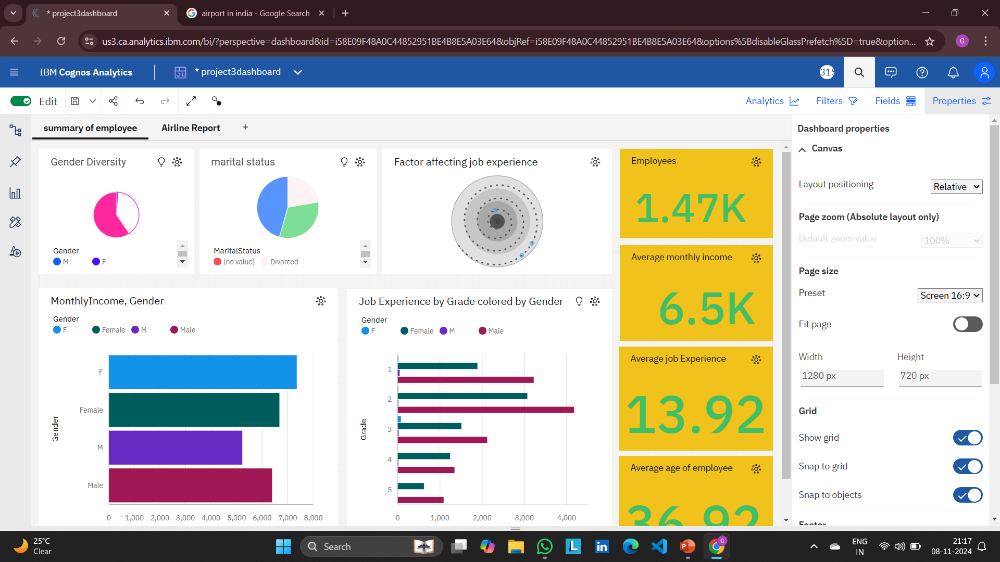 * project3dashboard
airport in india - Google Search
us3.ca.analytics.ibm.com/bi/?perspective=dashboard&id=i58E09F48A0C44852951BE4B8E5A03E64&objRef=i58E09F48A0C44852951BE4B8E5A03E64&options%5BdisableGlassPrefetch%5D=true&option...
G
IBM Cognos Analytics
* project3dashboard
315
Edit
Analytics
Filters
Fields
Properties
summary of employee
Airline Report
Gender Diversity
Gender
M
F
marital status
MaritalStatus
(no value)
Divorced
Factor affecting job experience
Employees
1.47K
Average monthly income
6.5K
Average job Experience
13.92
Average age of employee
36.92
MonthlyIncome, Gender
Gender
F
Female
M
Male
Gender
F
Female
M
Male
0 1,000 2,000 3,000 4,000 5,000 6,000 7,000 8,000
Job Experience by Grade colored by Gender
Gender
F
Female
M
Male
Grade
1
2
3
4
5
0 1,000 2,000 3,000 4,000
Dashboard properties
Canvas
Layout positioning
Relative
Page zoom (Absolute layout only)
Default zoom value
100%
Page size
Preset
Screen 16:9
Fit page
Width
Height
1280 px
720 px
Grid
Show grid
Snap to grid
Snap to objects
Footer
25°C
Clear
Search
L
in
P
G
ENG
IN
21:17
08-11-2024